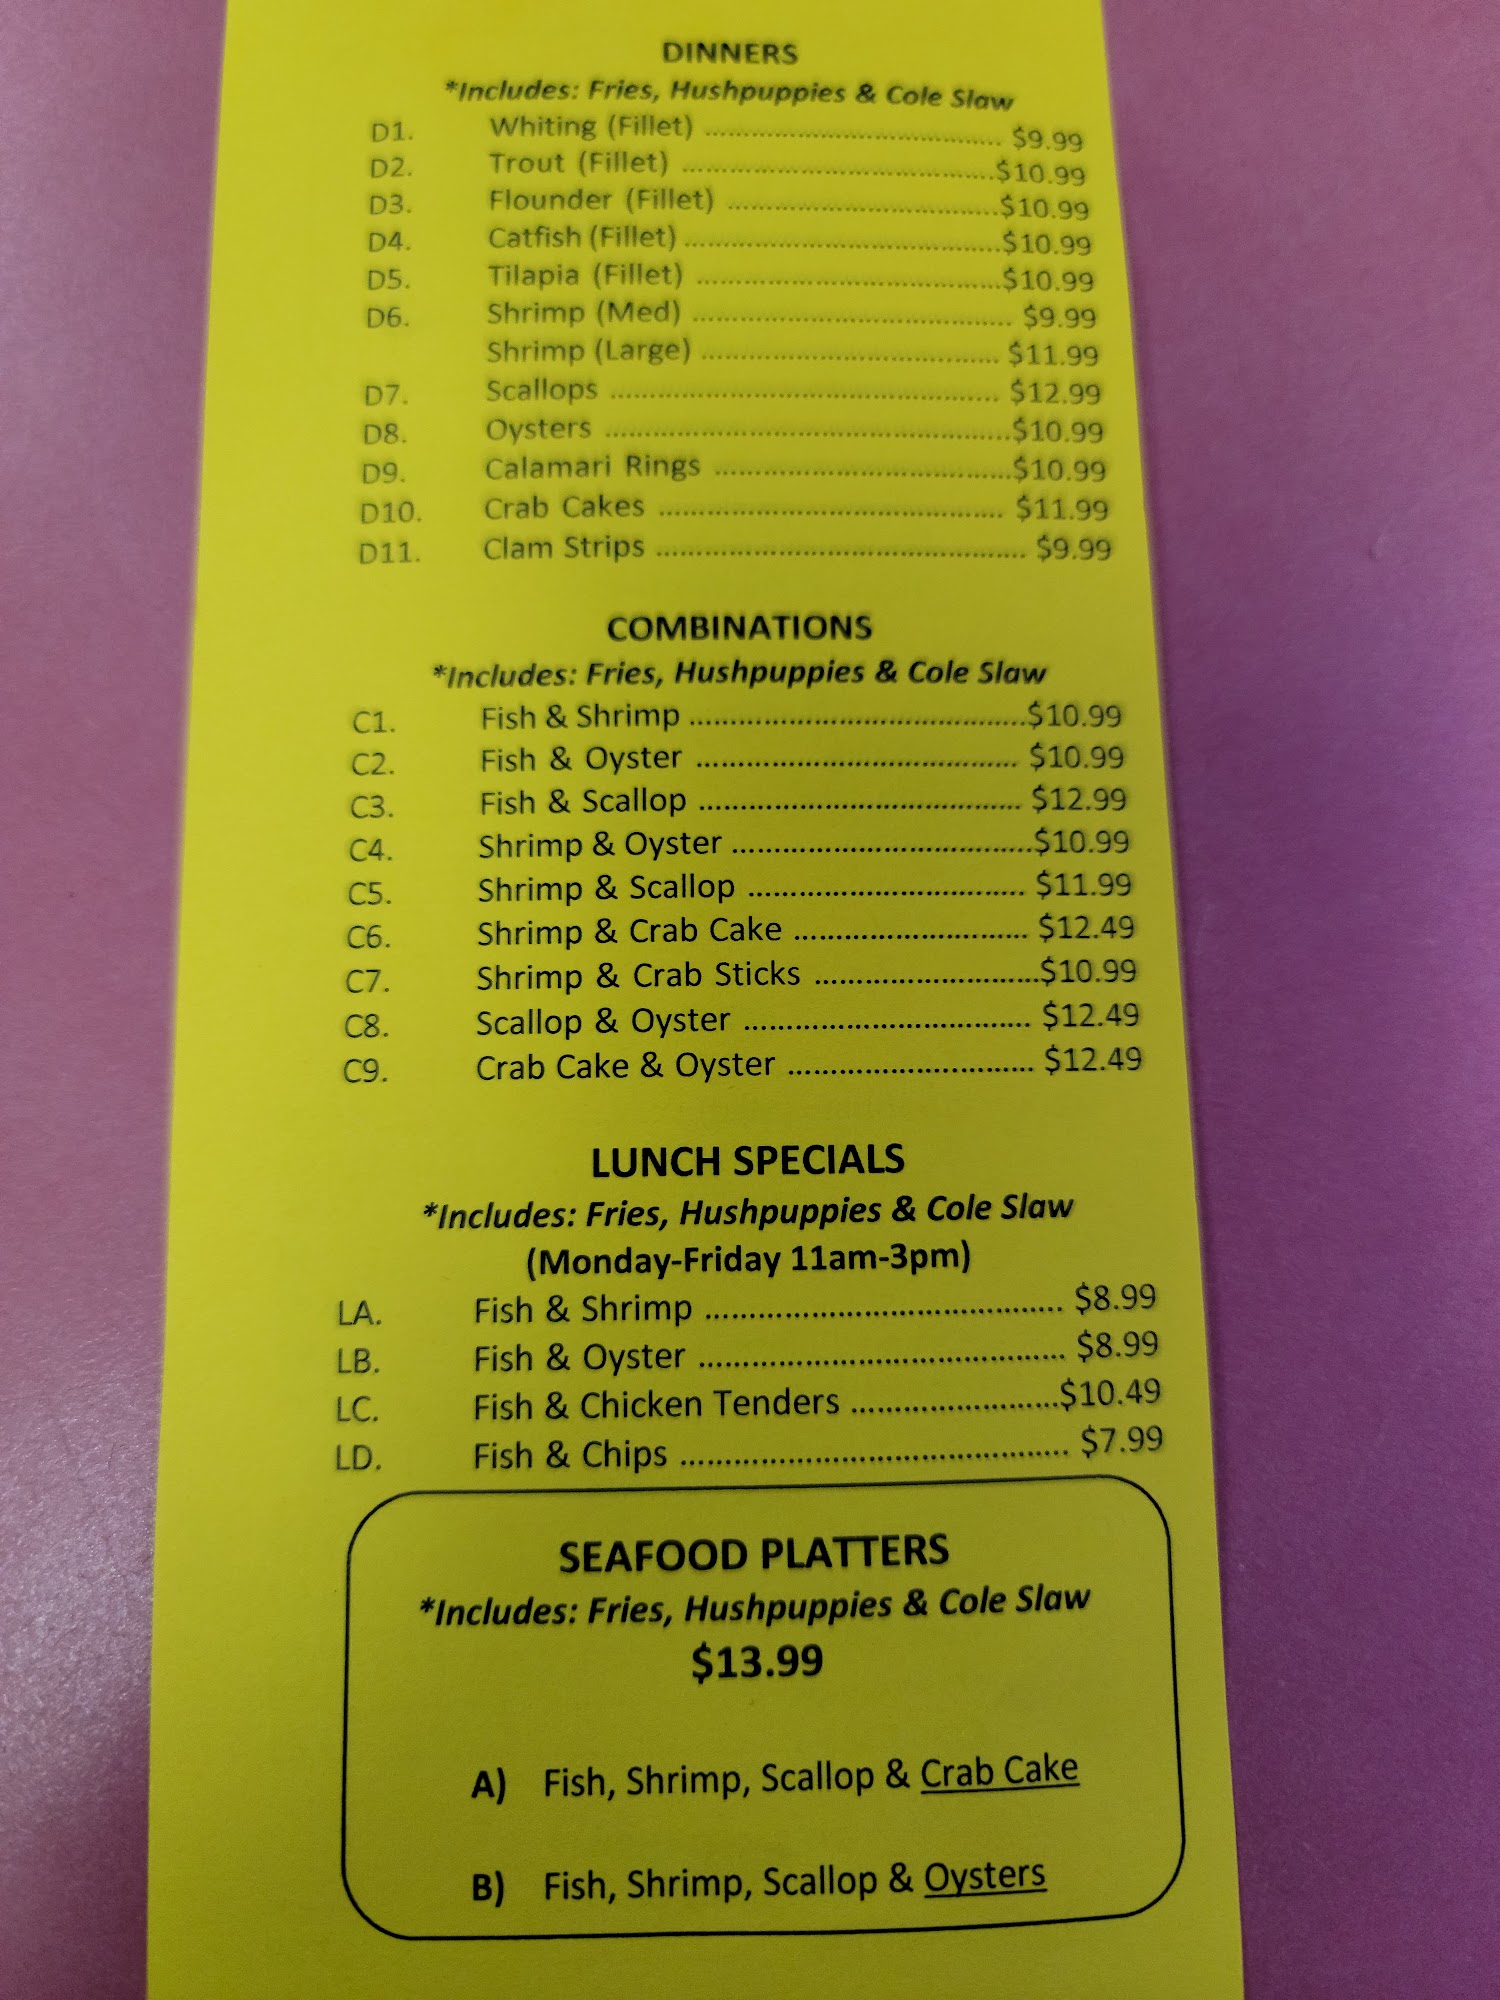 DINNERS
*Includes: Fries, Hushpuppies & Cole Slaw
D1. Whiting (Fillet) ........................................ $9.99
D2. Trout (Fillet) ........................................$10.99
D3. Flounder (Fillet) ........................................$10.99
D4. Catfish (Fillet) ........................................$10.99
D5. Tilapia (Fillet) ........................................$10.99
D6. Shrimp (Med) ........................................ $9.99
Shrimp (Large) ........................................ $11.99
D7. Scallops ........................................ $12.99
D8. Oysters ........................................$10.99
D9. Calamari Rings ........................................$10.99
D10. Crab Cakes ........................................ $11.99
D11. Clam Strips ........................................ $9.99
COMBINATIONS
*Includes: Fries, Hushpuppies & Cole Slaw
C1. Fish & Shrimp ........................................$10.99
C2. Fish & Oyster ........................................ $10.99
C3. Fish & Scallop ........................................ $12.99
C4. Shrimp & Oyster ........................................$10.99
C5. Shrimp & Scallop ........................................ $11.99
C6. Shrimp & Crab Cake .............................. $12.49
C7. Shrimp & Crab Sticks ..............................$10.99
C8. Scallop & Oyster .................................. $12.49
C9. Crab Cake & Oyster .............................. $12.49
LUNCH SPECIALS
*Includes: Fries, Hushpuppies & Cole Slaw
(Monday-Friday 11am-3pm)
LA. Fish & Shrimp ........................................ $8.99
LB. Fish & Oyster ........................................ $8.99
LC. Fish & Chicken Tenders ........................$10.49
LD. Fish & Chips ........................................ $7.99
SEAFOOD PLATTERS
*Includes: Fries, Hushpuppies & Cole Slaw
$13.99
A) Fish, Shrimp, Scallop & Crab Cake
B) Fish, Shrimp, Scallop & Oysters